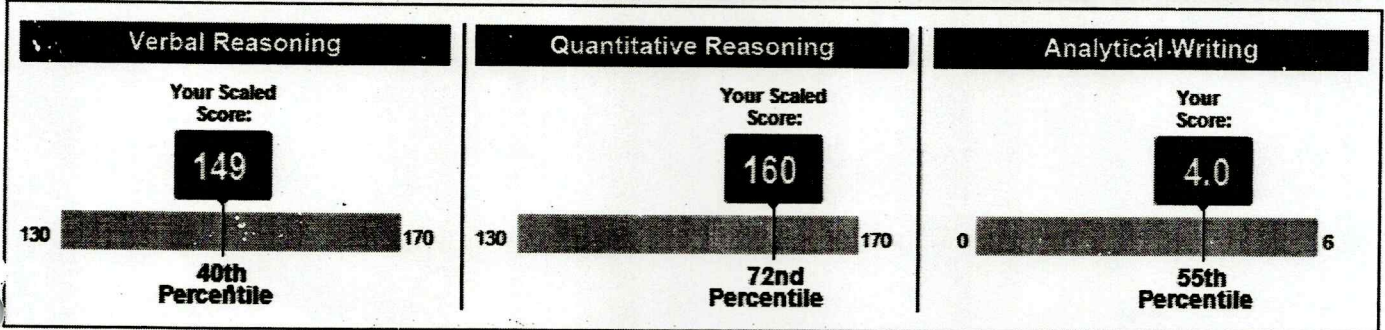 Verbal Reasoning
Your Scaled
Score:
149
130
170
40th
Percentile
Quantitative Reasoning
Your Scaled
Score:
160
130
170
72nd
Percentile
Analytical Writing
Your
Score:
4.0
0
6
55th
Percentile